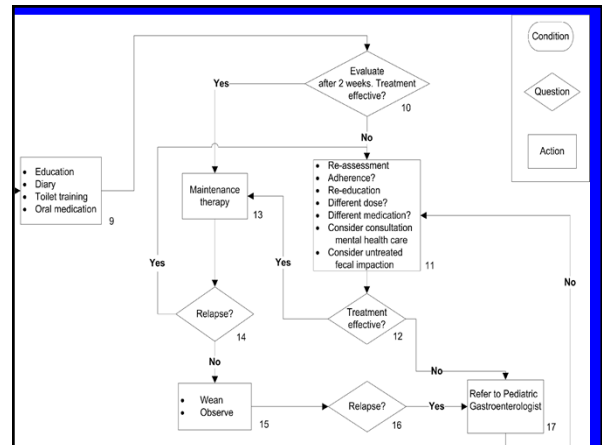 Condition
Question
Action
Evaluate
after 2 weeks. Treatment
effective?
10
Yes
No
• Education
• Diary
• Toilet training
• Oral medication
9
Maintenance
therapy
13
• Re-assessment
• Adherence?
• Re-education
• Different dose?
• Different medication?
• Consider consultation
mental health care
• Consider untreated
fecal impaction
11
Yes
Yes
No
Relapse?
14
Treatment
effective?
12
No
No
• Wean
• Observe
15
Relapse?
16
Yes
Refer to Pediatric
Gastroenterologist
17